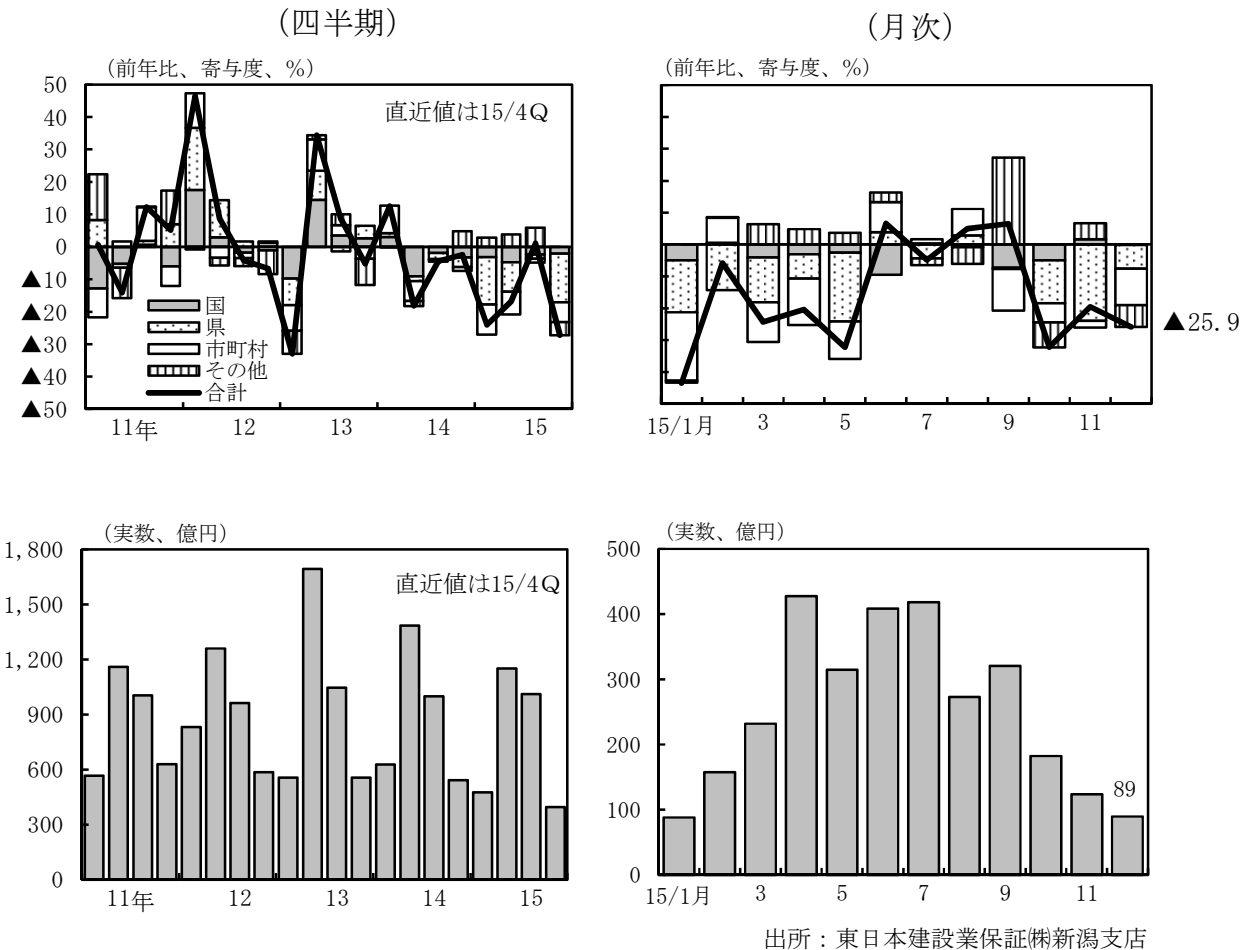 (四半期)
(前年比、寄与度、%)
50
40
30
20
10
0
▲10
▲20
▲30
▲40
▲50
直近値は15/4Q
国
県
市町村
その他
合計
11年 12 13 14 15
(月次)
(前年比、寄与度、%)
▲25.9
15/1月 3 5 7 9 11
(実数、億円)
1,800
1,500
1,200
900
600
300
0
直近値は15/4Q
11年 12 13 14 15
(実数、億円)
500
400
300
200
100
0
89
15/1月 3 5 7 9 11
出所：東日本建設業保証㈱新潟支店